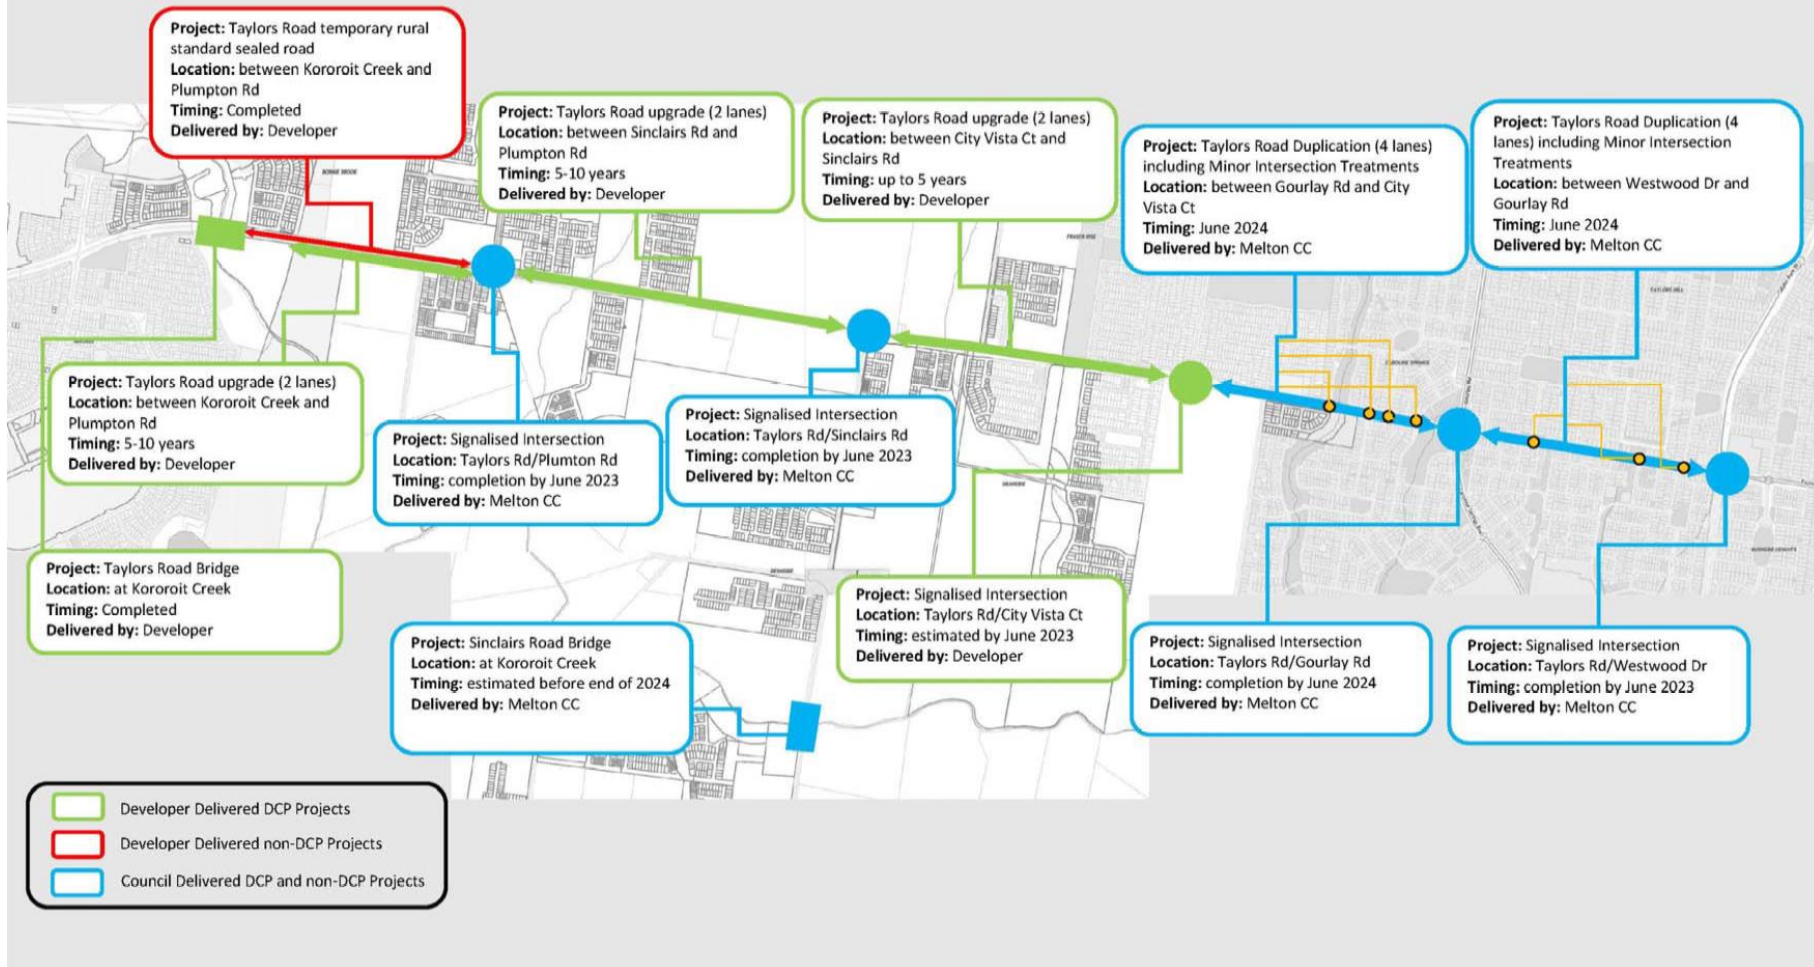 Project: Taylors Road temporary rural
standard sealed road
Location: between Kororoit Creek and
Plumpton Rd
Timing: Completed
Delivered by: Developer
Project: Taylors Road upgrade (2 lanes)
Location: between Sinclairs Rd and
Plumpton Rd
Timing: 5-10 years
Delivered by: Developer
Project: Taylors Road upgrade (2 lanes)
Location: between City Vista Ct and
Sinclairs Rd
Timing: up to 5 years
Delivered by: Developer
Project: Taylors Road Duplication (4 lanes)
including Minor Intersection Treatments
Location: between Gourlay Rd and City
Vista Ct
Timing: June 2024
Delivered by: Melton CC
Project: Taylors Road Duplication (4
lanes) including Minor Intersection
Treatments
Location: between Westwood Dr and
Gourlay Rd
Timing: June 2024
Delivered by: Melton CC
BONNIE BROOK
FRASER RISE
TAYLORS HILL
CAROLINE SPRINGS
Project: Taylors Road upgrade (2 lanes)
Location: between Kororoit Creek and
Plumpton Rd
Timing: 5-10 years
Delivered by: Developer
Project: Signalised Intersection
Location: Taylors Rd/Plumton Rd
Timing: completion by June 2023
Delivered by: Melton CC
Project: Signalised Intersection
Location: Taylors Rd/Sinclairs Rd
Timing: completion by June 2023
Delivered by: Melton CC
DEANSIDE
Project: Taylors Road Bridge
Location: at Kororoit Creek
Timing: Completed
Delivered by: Developer
DEANSIDE
Project: Sinclairs Road Bridge
Location: at Kororoit Creek
Timing: estimated before end of 2024
Delivered by: Melton CC
Project: Signalised Intersection
Location: Taylors Rd/City Vista Ct
Timing: estimated by June 2023
Delivered by: Developer
Project: Signalised Intersection
Location: Taylors Rd/Gourlay Rd
Timing: completion by June 2024
Delivered by: Melton CC
Project: Signalised Intersection
Location: Taylors Rd/Westwood Dr
Timing: completion by June 2023
Delivered by: Melton CC
Developer Delivered DCP Projects
Developer Delivered non-DCP Projects
Council Delivered DCP and non-DCP Projects